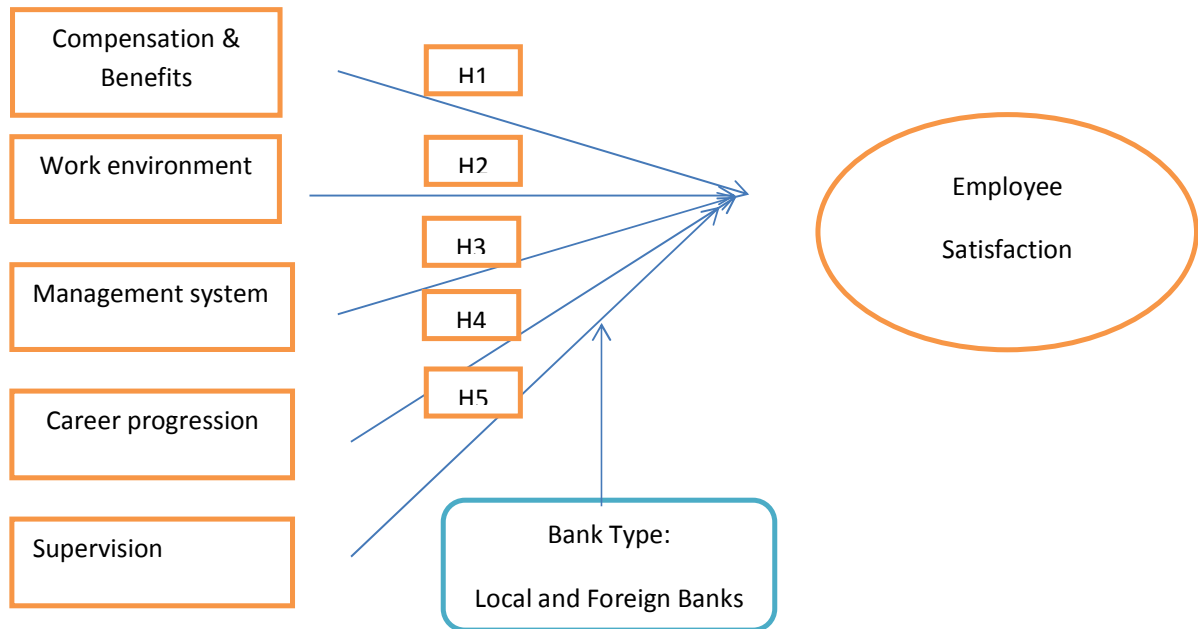 Compensation &
Benefits
H1
Work environment
H2
Employee
Satisfaction
H3
Management system
H4
Career progression
H5
Supervision
Bank Type:
Local and Foreign Banks